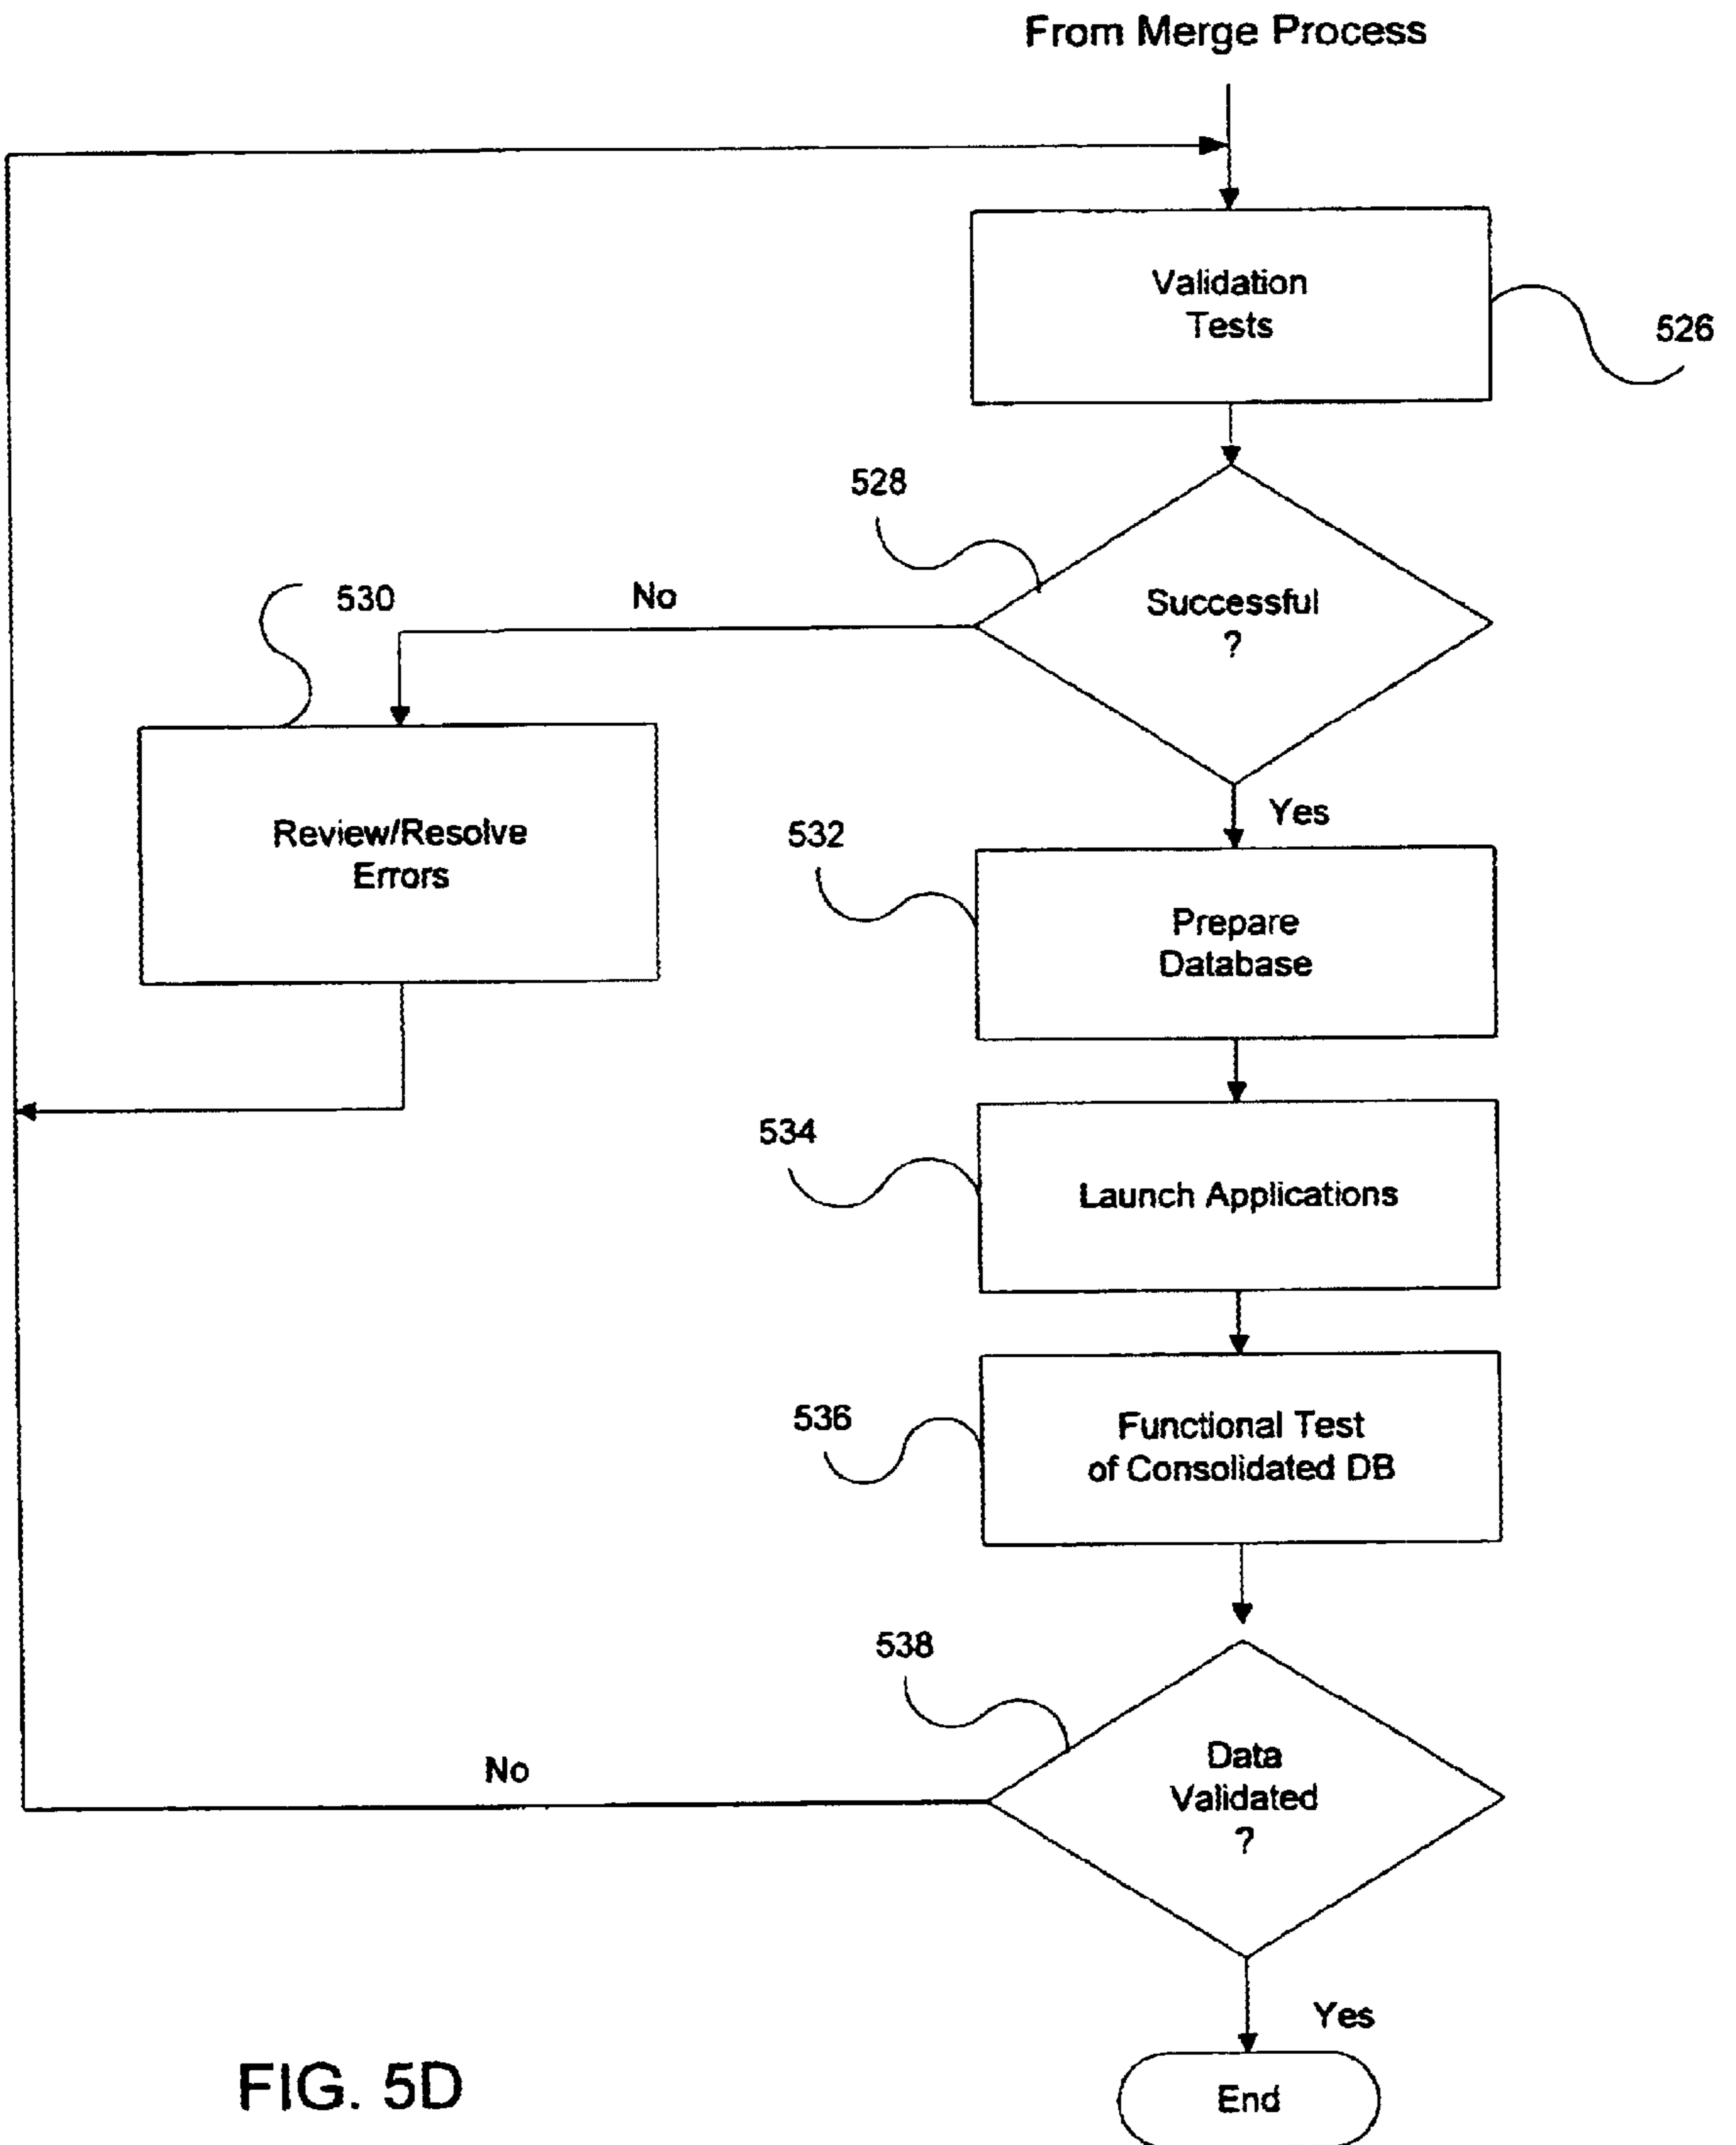 From Merge Process
Validation
Tests
526
528
Successful
?
No
530
Review/Resolve
Errors
Yes
532
Prepare
Database
534
Launch Applications
536
Functional Test
of Consolidated DB
538
Data
Validated
?
No
Yes
End
FIG. 5D